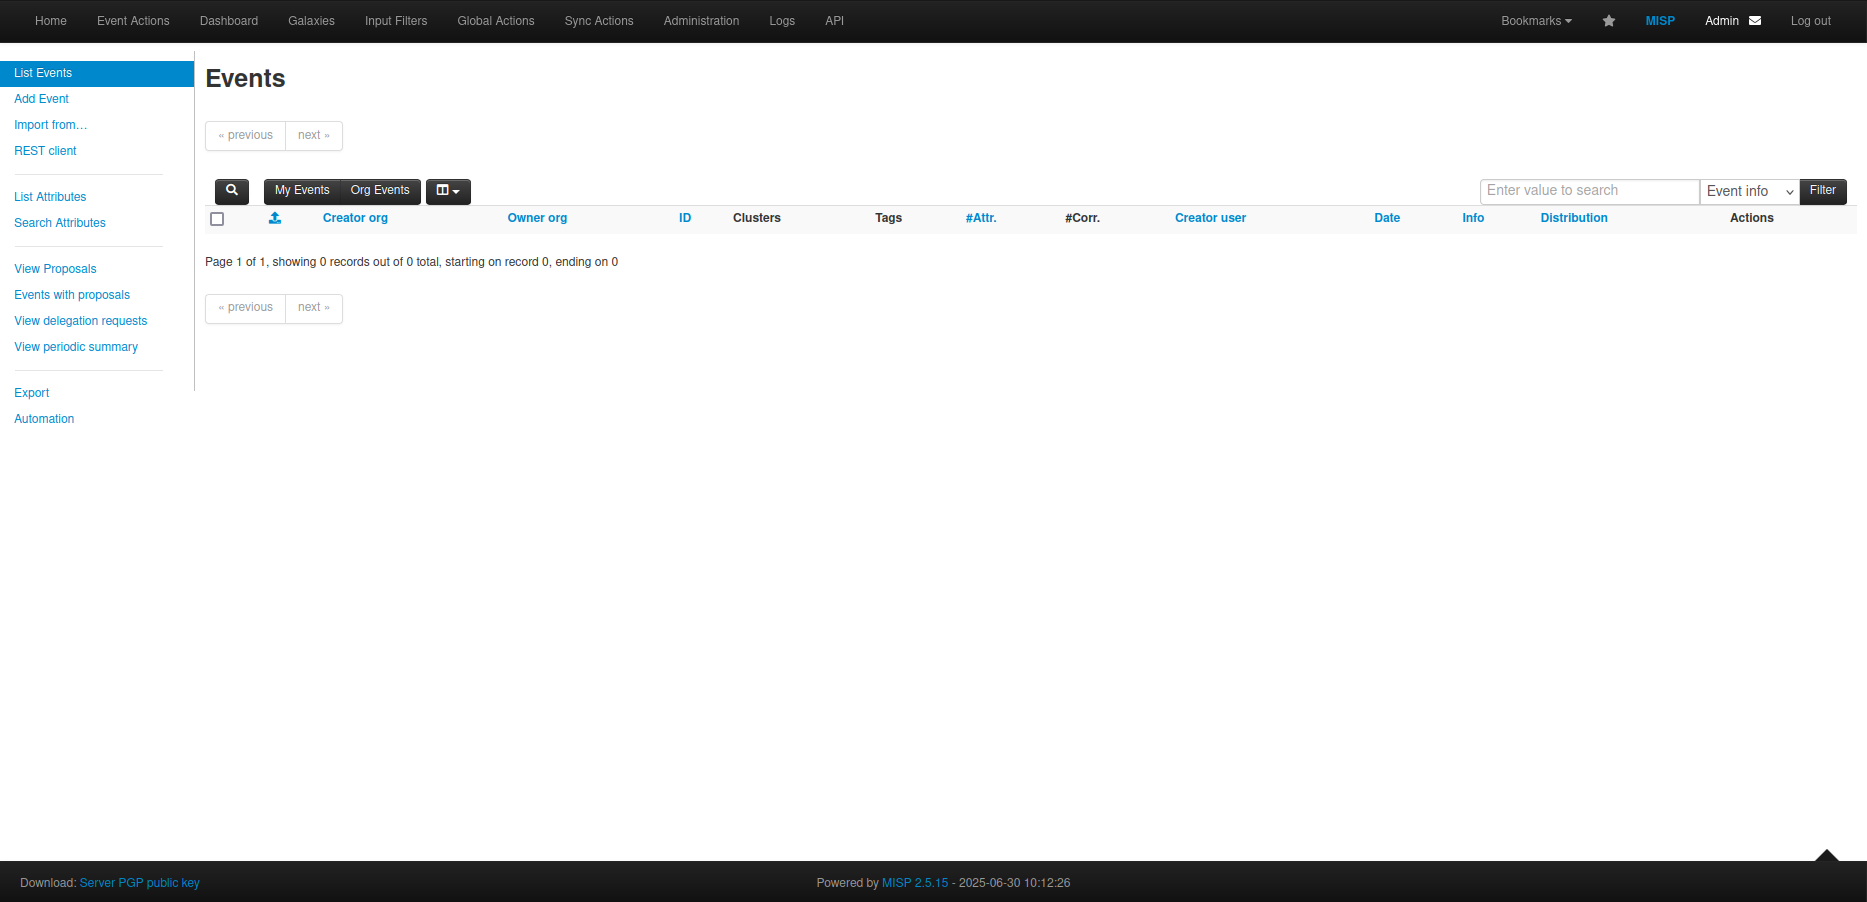 Home Event Actions Dashboard Galaxies Input Filters Global Actions Sync Actions Administration Logs API Bookmarks MISP Admin Log out
List Events
Add Event
Import from…
REST client
List Attributes
Search Attributes
View Proposals
Events with proposals
View delegation requests
View periodic summary
Export
Automation
Events
« previous next »
My Events Org Events Enter value to search Event info Filter
Creator org Owner org ID Clusters Tags #Attr. #Corr. Creator user Date Info Distribution Actions
Page 1 of 1, showing 0 records out of 0 total, starting on record 0, ending on 0
« previous next »
Download: Server PGP public key Powered by MISP 2.5.15 - 2025-06-30 10:12:26